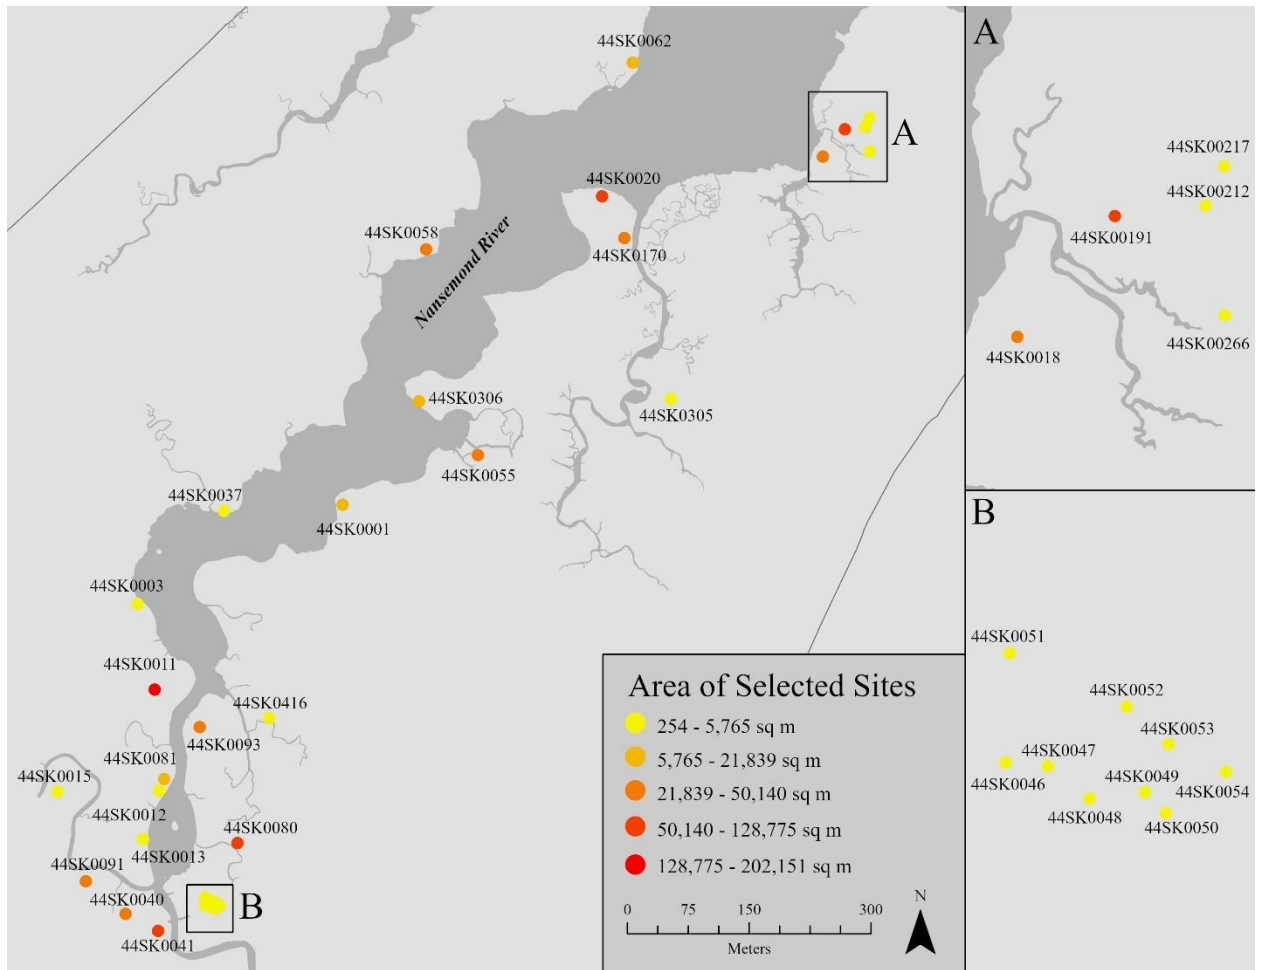 44SK0062
A
44SK0020
44SK0058
44SK0170
Nansemond River
44SK0306
44SK0305
44SK0055
44SK0037
44SK0001
44SK0003
44SK0011
44SK0416
44SK0093
44SK0081
44SK0015
44SK0012
44SK0080
44SK0013
44SK0091
44SK0040
B
44SK0041
Area of Selected Sites
254 - 5,765 sq m
5,765 - 21,839 sq m
21,839 - 50,140 sq m
50,140 - 128,775 sq m
128,775 - 202,151 sq m
0 75 150 300
Meters
N
A
44SK00217
44SK00212
44SK00191
44SK00266
44SK0018
B
44SK0051
44SK0052
44SK0053
44SK0047
44SK0046
44SK0049
44SK0054
44SK0048
44SK0050